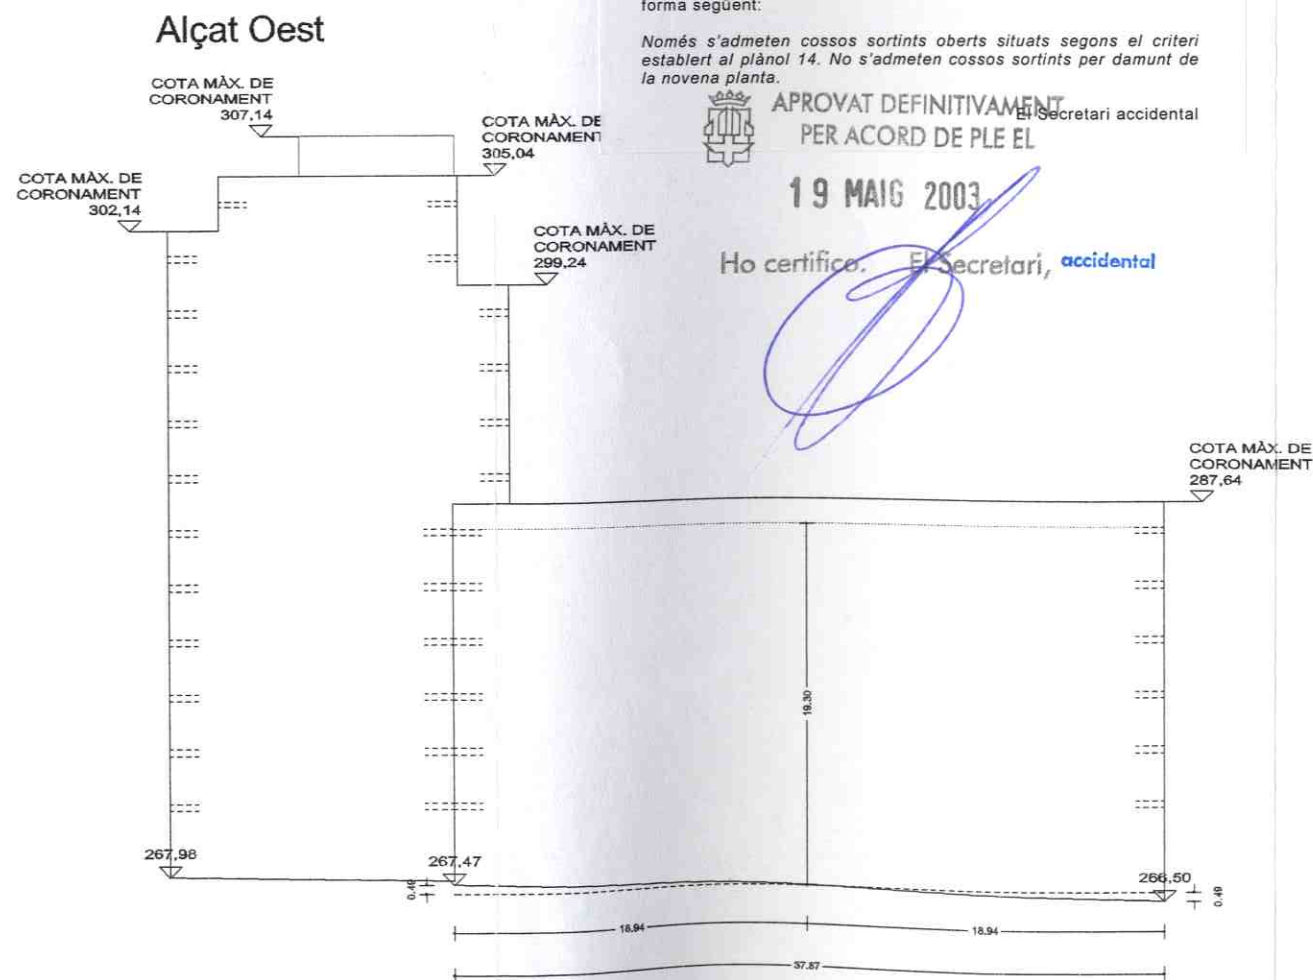 Alçat Oest
forma següent:
Només s'admeten cossos sortints oberts situats segons el criteri
establert al plànol 14. No s'admeten cossos sortints per damunt de
la novena planta.
El Secretari accidental
APROVAT DEFINITIVAMENT
PER ACORD DE PLE EL
19 MAIG 2003
Ho certifico. El Secretari, accidental
COTA MÀX. DE
CORONAMENT
307,14
COTA MÀX. DE
CORONAMENT
305,04
COTA MÀX. DE
CORONAMENT
302,14
COTA MÀX. DE
CORONAMENT
299,24
COTA MÀX. DE
CORONAMENT
287,64
19.30
267,98
267,47
266,50
0.49
0.49
18.94
18.94
37.87